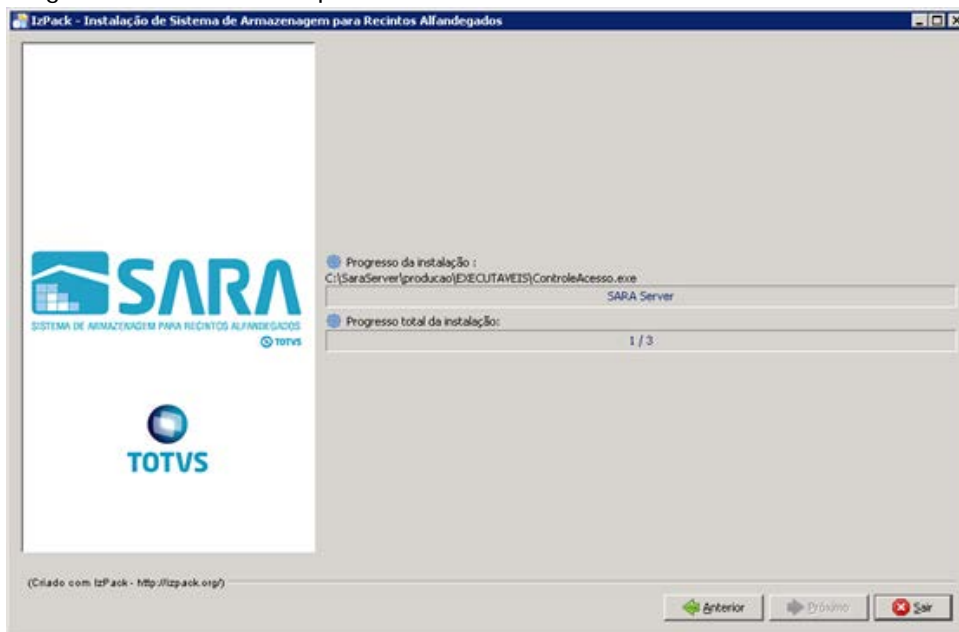 IzPack - Instalação de Sistema de Armazenagem para Recintos Alfandegados
SARA
SISTEMA DE ARMAZENAGEM PARA RECINTOS ALFANDEGADOS
TOTVS
TOTVS
Progresso da instalação :
C:\SaraServer\producao\EXECUTAVEIS\ControleAcesso.exe
SARA Server
Progresso total da instalação:
1 / 3
(Criado com IzPack - http://izpack.org/)
Anterior
Próximo
Sair